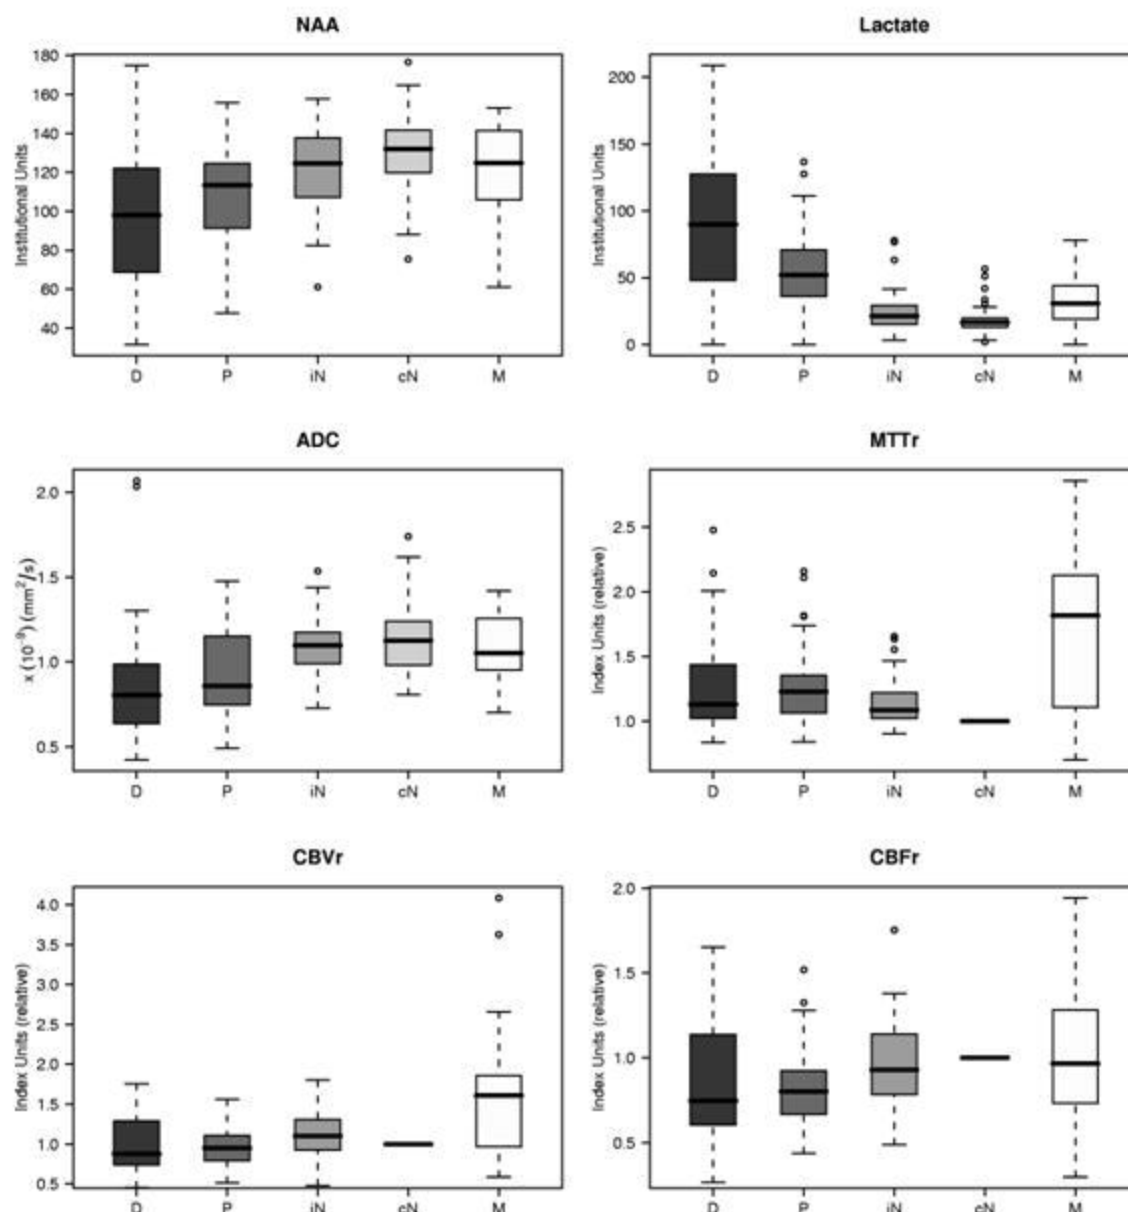 NAA
Institutional Units
180
160
140
120
100
80
60
40
D P iN cN M
Lactate
Institutional Units
200
150
100
50
0
D P iN cN M
ADC
2.0
1.5
1.0
0.5
D P iN cN M
MTTr
Index Units (relative)
2.5
2.0
1.5
1.0
D P iN cN M
CBVr
Index Units (relative)
4.0
3.5
3.0
2.5
2.0
1.5
1.0
0.5
D P iN cN M
CBFr
Index Units (relative)
2.0
1.5
1.0
0.5
D P iN cN M